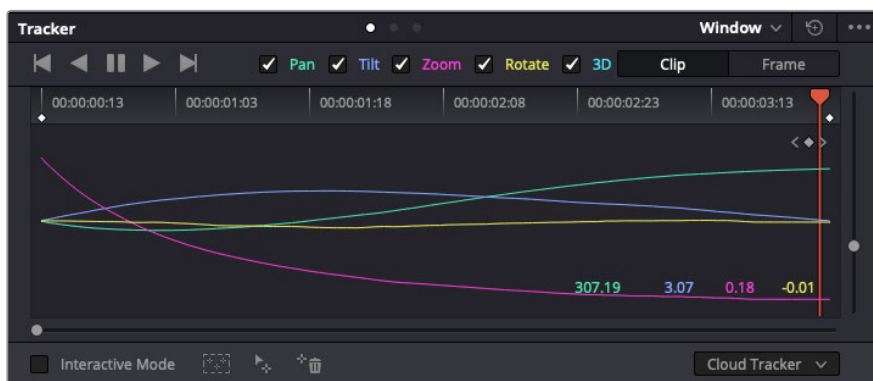 Tracker Window
Pan Tilt Zoom Rotate 3D Clip Frame
00:00:00:13 00:00:01:03 00:00:01:18 00:00:02:08 00:00:02:23 00:00:03:13
307.19 3.07 0.18 -0.01
Interactive Mode Cloud Tracker